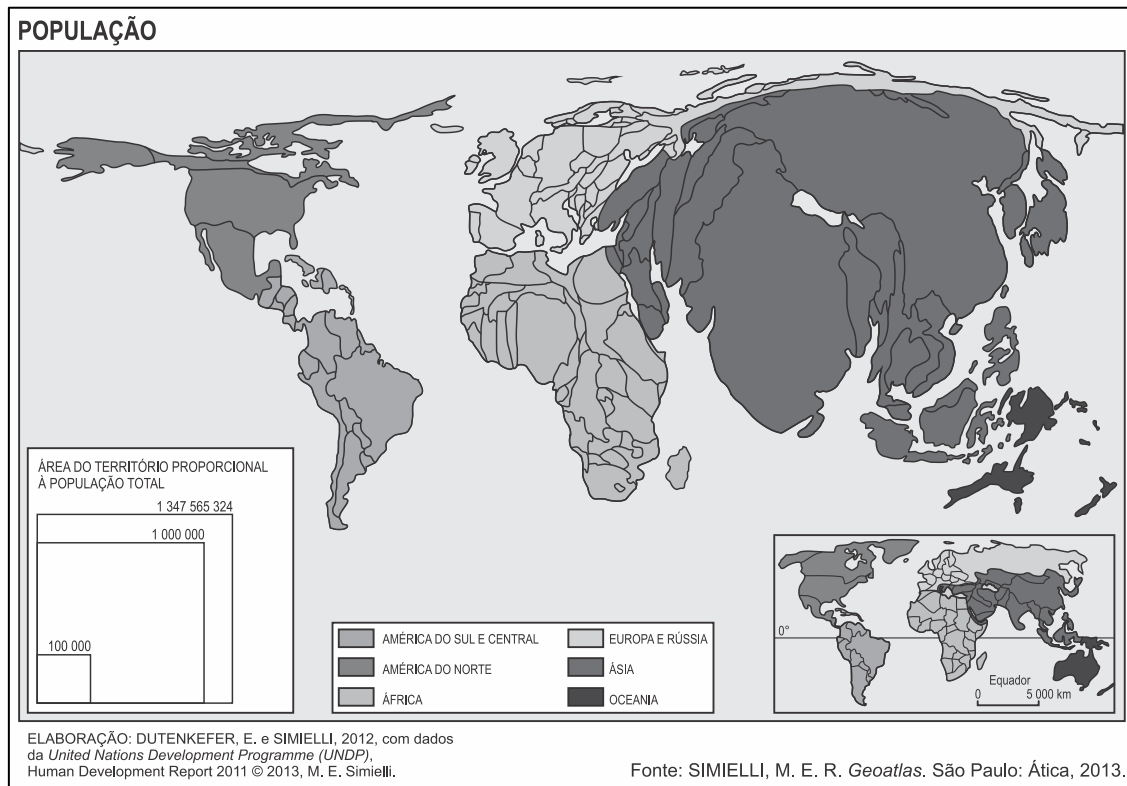 POPULAÇÃO
ÁREA DO TERRITÓRIO PROPORCIONAL
À POPULAÇÃO TOTAL
1 347 565 324
1 000 000
100 000
AMÉRICA DO SUL E CENTRAL
AMÉRICA DO NORTE
ÁFRICA
EUROPA E RÚSSIA
ÁSIA
OCEANIA
0°
Equador
0 5 000 km
ELABORAÇÃO: DUTENKEFER, E. e SIMIELLI, 2012, com dados
da United Nations Development Programme (UNDP),
Human Development Report 2011 © 2013, M. E. Simielli.
Fonte: SIMIELLI, M. E. R. Geoatlas. São Paulo: Ática, 2013.